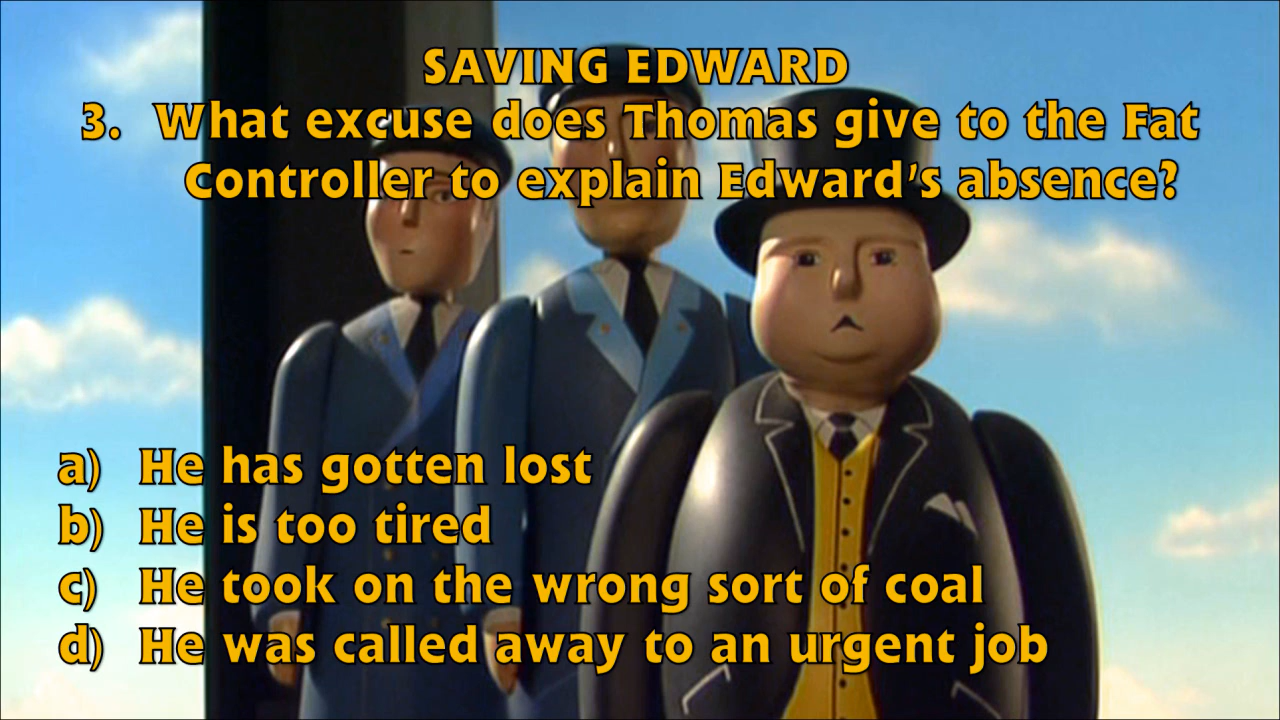 SAVING EDWARD
3. What excuse does Thomas give to the Fat
Controller to explain Edward's absence?
a) He has gotten lost
b) He is too tired
c) He took on the wrong sort of coal
d) He was called away to an urgent job